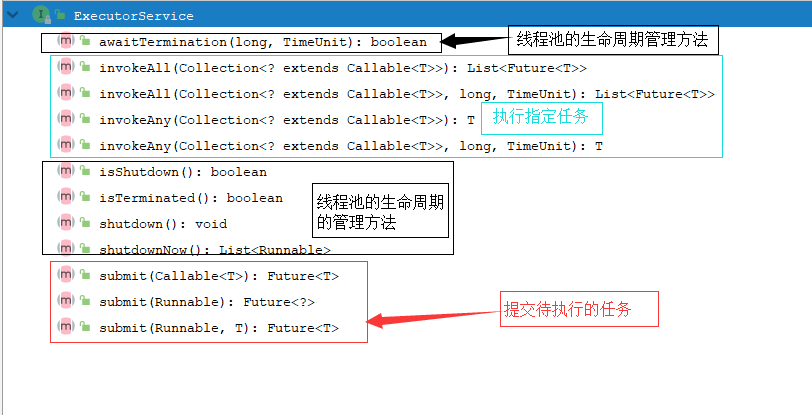 ExecutorService
awaitTermination(long, TimeUnit): boolean
线程池的生命周期管理方法
invokeAll(Collection<? extends Callable<T>>): List<Future<T>>
invokeAll(Collection<? extends Callable<T>>, long, TimeUnit): List<Future<T>>
invokeAny(Collection<? extends Callable<T>>): T
执行指定任务
invokeAny(Collection<? extends Callable<T>>, long, TimeUnit): T
isShutdown(): boolean
isTerminated(): boolean
线程池的生命周期
的管理方法
shutdown(): void
shutdownNow(): List<Runnable>
submit(Callable<T>): Future<T>
submit(Runnable): Future<?>
提交待执行的任务
submit(Runnable, T): Future<T>